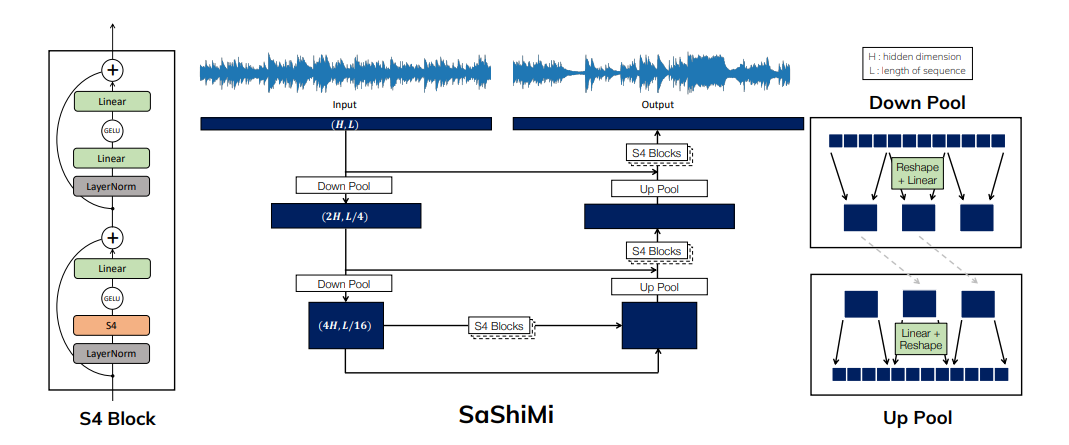 +
Linear
GELU
Linear
LayerNorm
+
Linear
GELU
S4
LayerNorm
S4 Block
Input
(H, L)
Down Pool
(2H, L/4)
Down Pool
(4H, L/16)
S4 Blocks
Output
S4 Blocks
Up Pool
S4 Blocks
Up Pool
SaShiMi
H : hidden dimension
L : length of sequence
Down Pool
Reshape
+ Linear
Linear +
Reshape
Up Pool